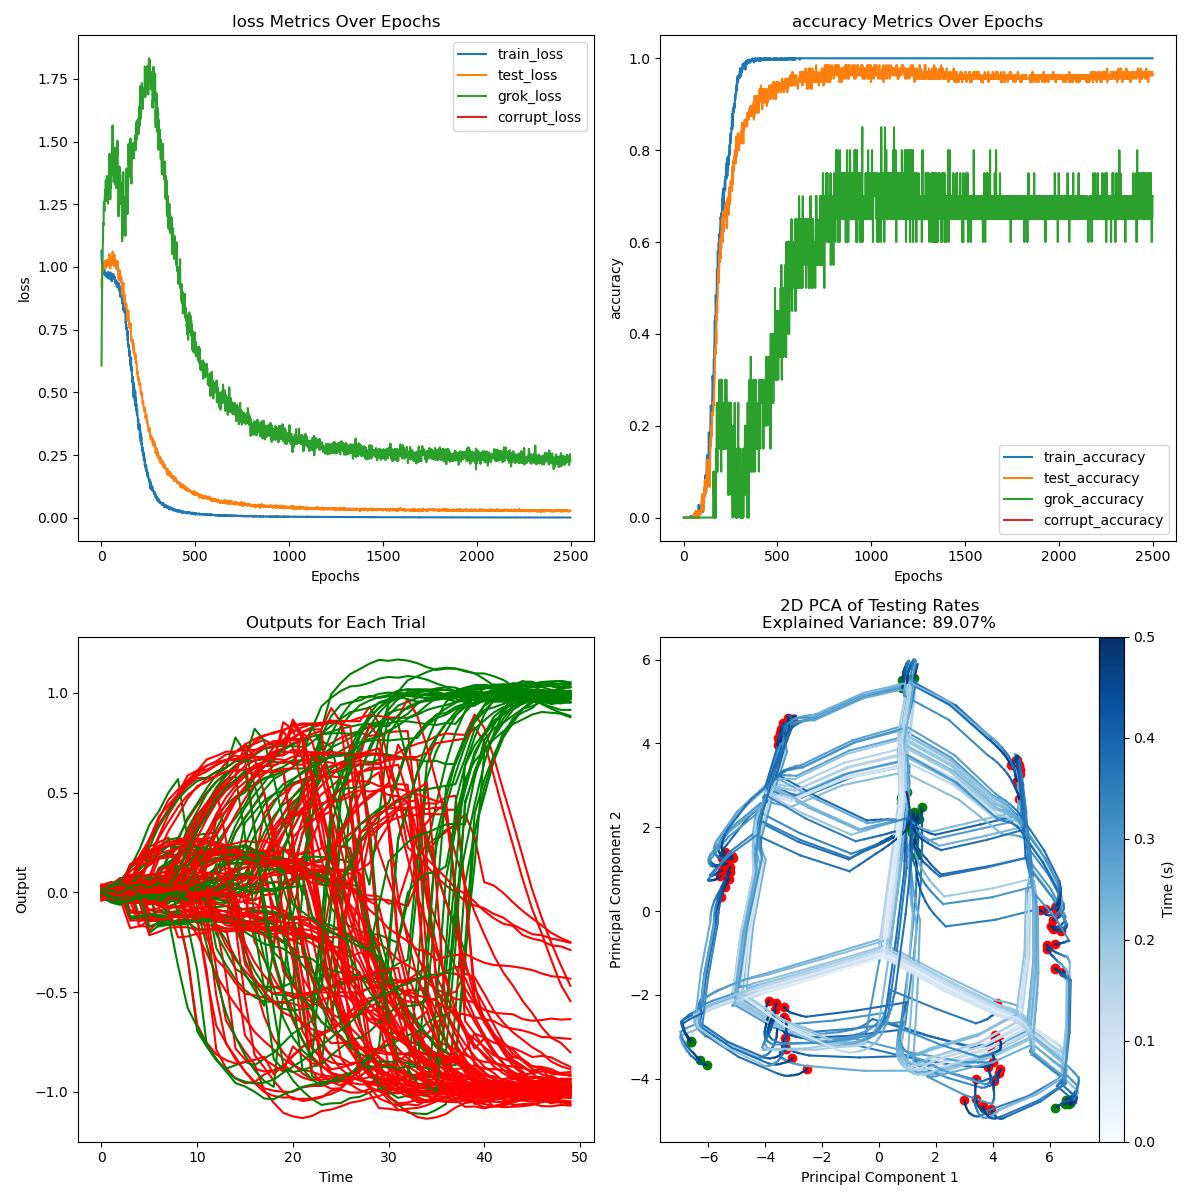 loss Metrics Over Epochs
loss
1.75
1.50
1.25
1.00
0.75
0.50
0.25
0.00
train_loss
test_loss
grok_loss
corrupt_loss
0
500
1000
1500
2000
2500
Epochs
accuracy Metrics Over Epochs
accuracy
1.0
0.8
0.6
0.4
0.2
0.0
train_accuracy
test_accuracy
grok_accuracy
corrupt_accuracy
0
500
1000
1500
2000
2500
Epochs
Outputs for Each Trial
Output
1.0
0.5
0.0
−0.5
−1.0
0
10
20
30
40
50
Time
2D PCA of Testing Rates
Explained Variance: 89.07%
Principal Component 2
6
4
2
0
−2
−4
−6
−4
−2
0
2
4
6
Principal Component 1
0.5
0.4
0.3
0.2
0.1
0.0
Time (s)